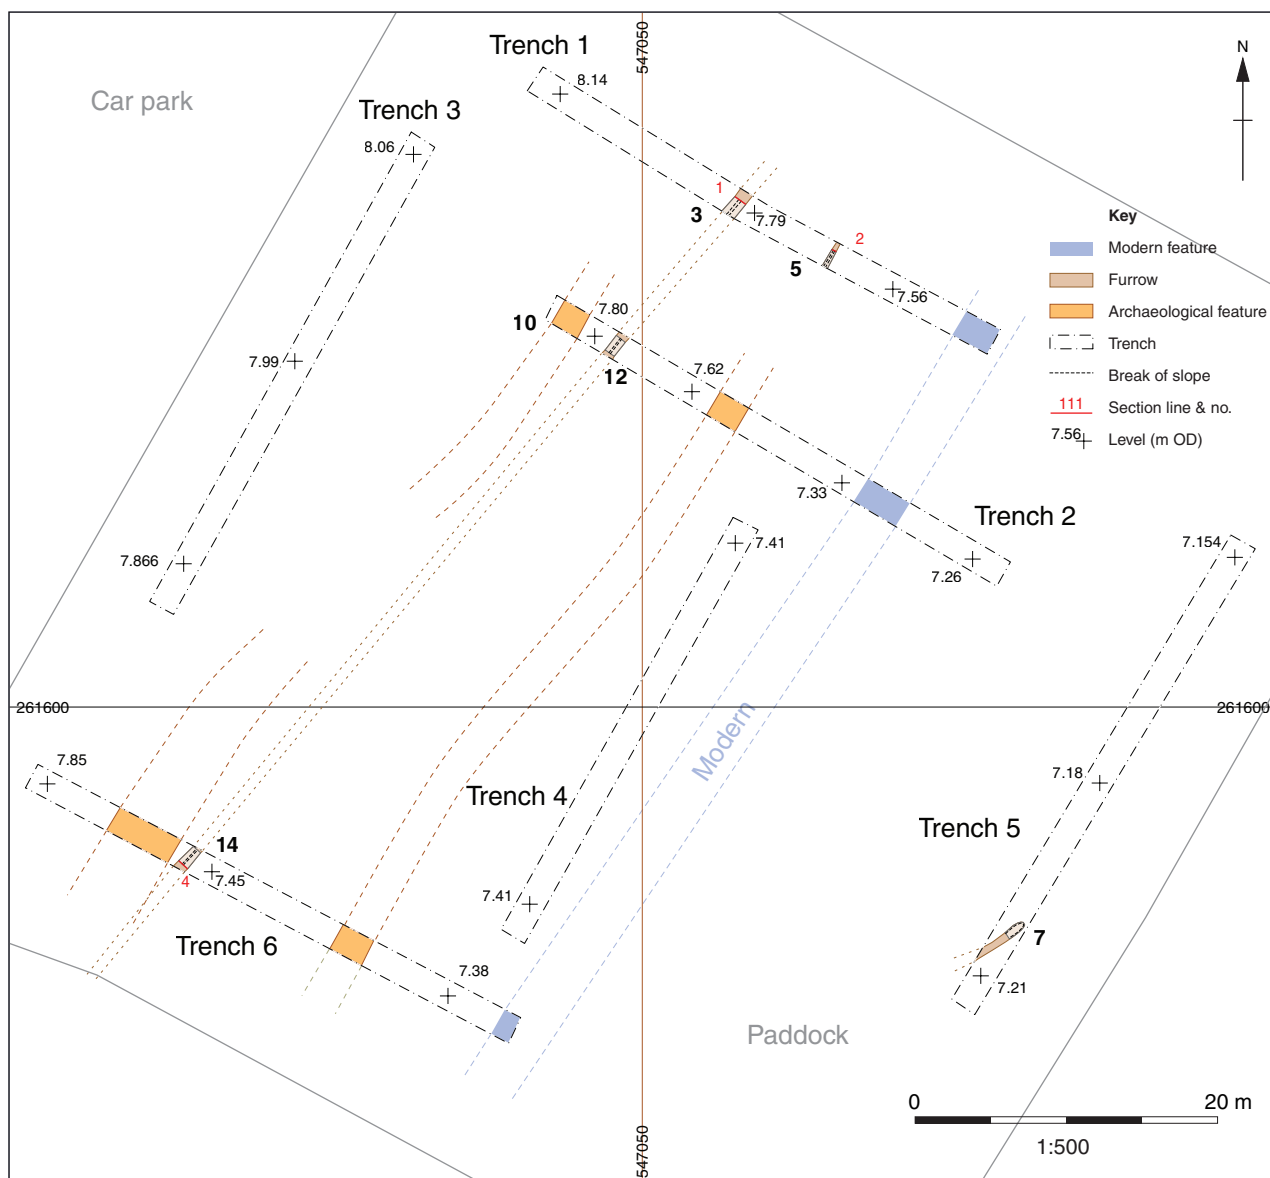 Trench 1
547050
N
8.14
Car park
Trench 3
8.06
1
3
7.79
Key
2
Modern feature
5
Furrow
7.56
10
7.80
Archaeological feature
Trench
7.99
12
7.62
Break of slope
111
Section line & no.
7.56
Level (m OD)
7.33
Trench 2
7.41
7.154
7.866
7.26
261600
261600
Modern
7.85
7.18
Trench 4
Trench 5
14
4
7.45
7.41
Trench 6
7
7.38
7.21
Paddock
0
20 m
1:500
547050